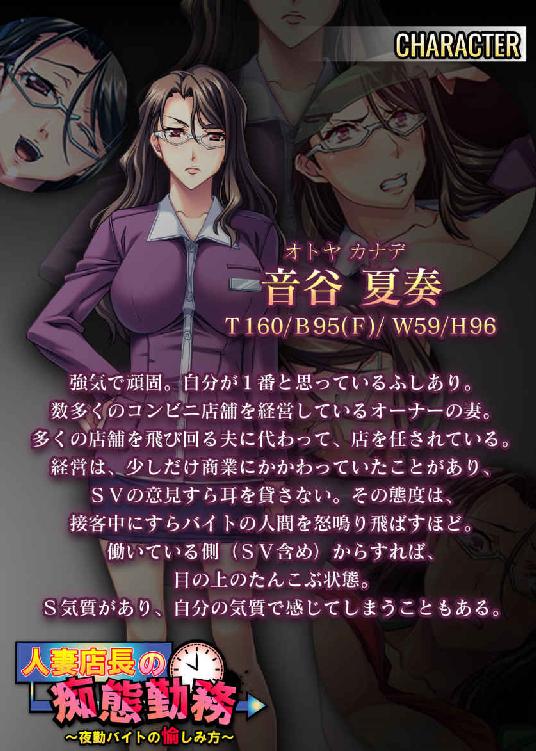 CHARACTER
オトヤ カナデ
音谷 夏奏
T160/B95(F)/ W59/H96
強気で頑固。自分が１番と思っているふしあり。
数多くのコンビニ店舗を経営しているオーナーの妻。
多くの店舗を飛び回る夫に代わって、店を任されている。
経営は、少しだけ商業にかかわっていたことがあり、
ＳＶの意見すら耳を貸さない。その態度は、
接客中にすらバイトの人間を怒鳴り飛ばすほど。
働いている側（ＳＶ含め）からすれば、
目の上のたんこぶ状態。
Ｓ気質があり、自分の気質で感じてしまうこともある。
人妻店長の
痴態勤務
～夜勤バイトの愉しみ方～